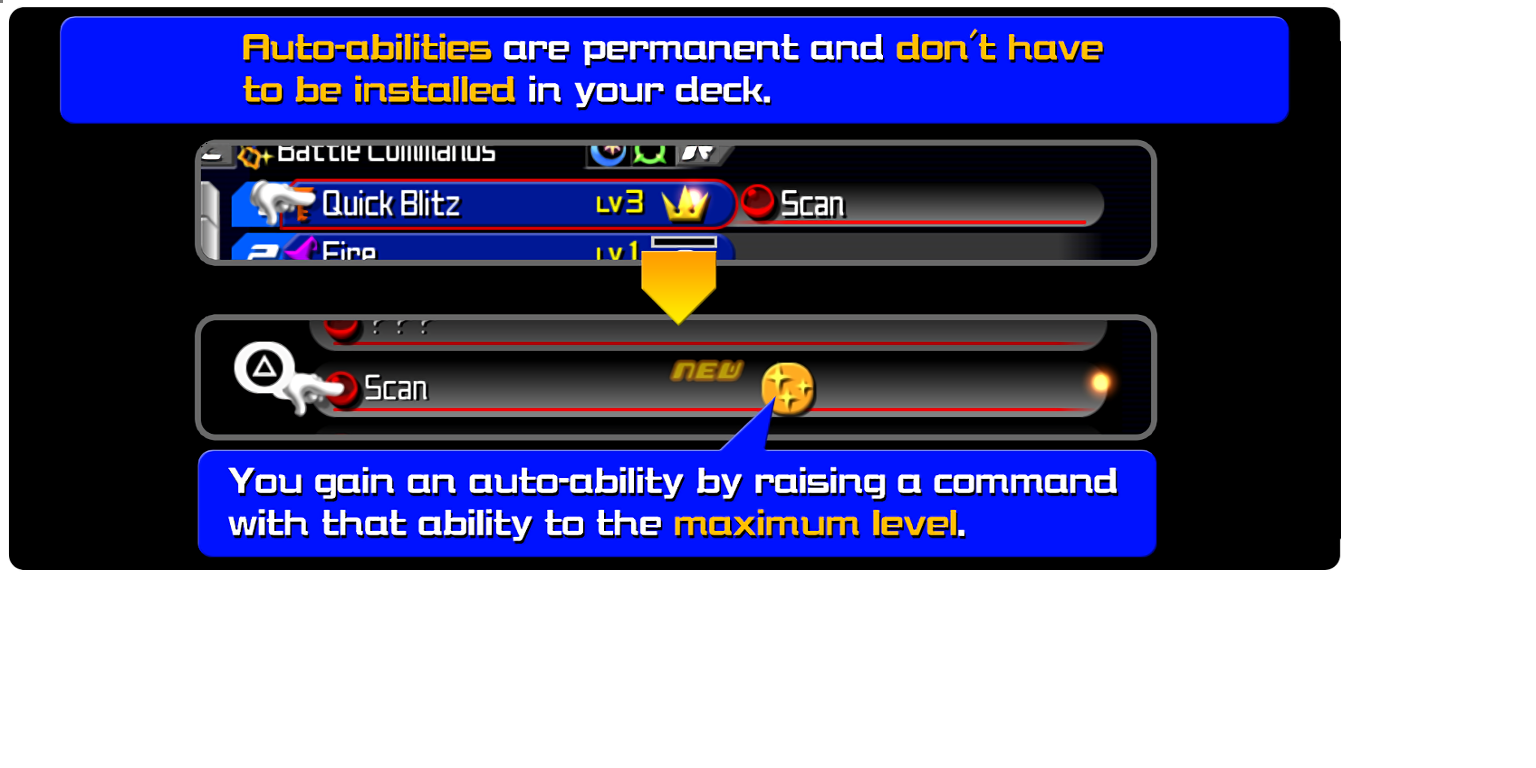 Auto-abilities are permanent and don't have
to be installed in your deck.
Battle Commands
Quick Blitz LV3 Scan
2 Fire LV1
? ? ?
Scan NEW
You gain an auto-ability by raising a command
with that ability to the maximum level.